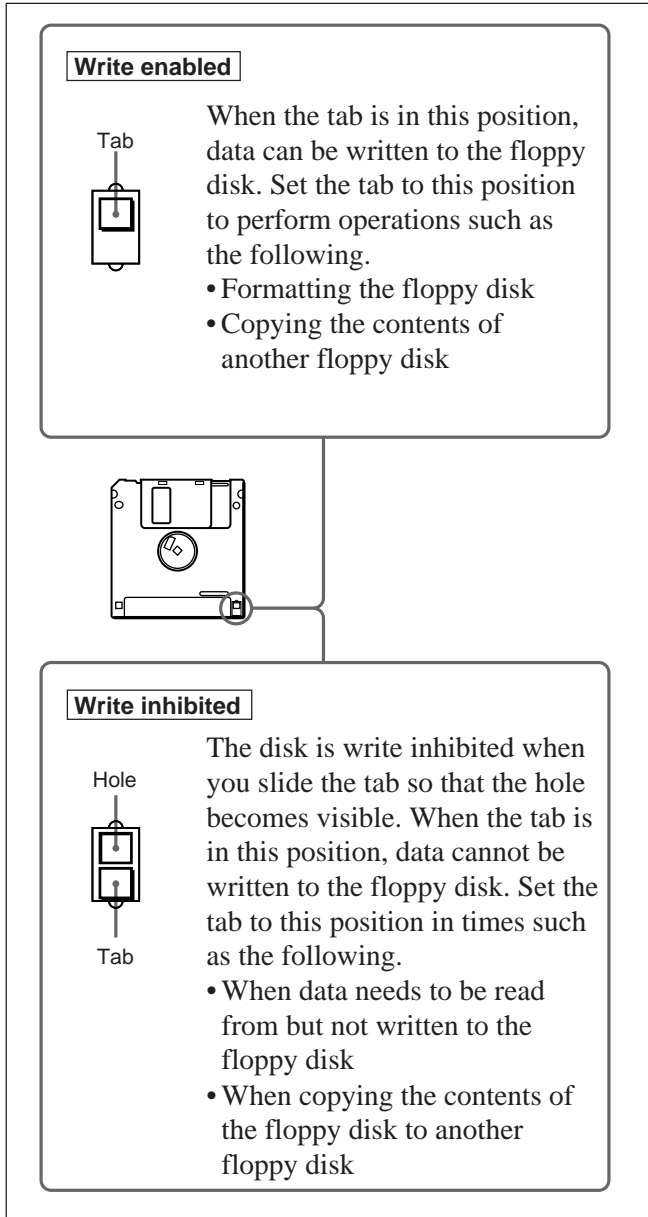 Write enabled
Tab
When the tab is in this position,
data can be written to the floppy
disk. Set the tab to this position
to perform operations such as
the following.
• Formatting the floppy disk
• Copying the contents of
another floppy disk
Write inhibited
Hole
Tab
The disk is write inhibited when
you slide the tab so that the hole
becomes visible. When the tab is
in this position, data cannot be
written to the floppy disk. Set the
tab to this position in times such
as the following.
• When data needs to be read
from but not written to the
floppy disk
• When copying the contents of
the floppy disk to another
floppy disk